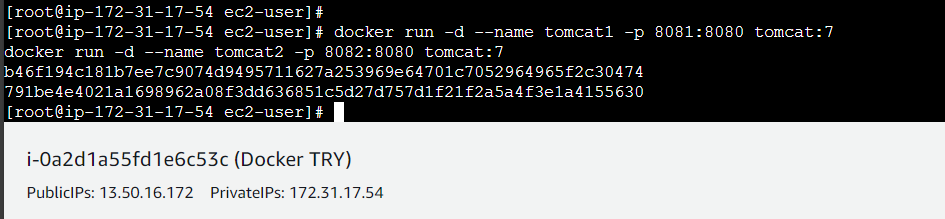 [root@ip-172-31-17-54 ec2-user]#
[root@ip-172-31-17-54 ec2-user]# docker run -d --name tomcat1 -p 8081:8080 tomcat:7
docker run -d --name tomcat2 -p 8082:8080 tomcat:7
b46f194c181b7ee7c9074d9495711627a253969e64701c7052964965f2c30474
791be4e4021a1698962a08f3dd636851c5d27d757d1f21f2a5a4f3e1a4155630
[root@ip-172-31-17-54 ec2-user]#
i-0a2d1a55fd1e6c53c (Docker TRY)
PublicIPs: 13.50.16.172 PrivateIPs: 172.31.17.54